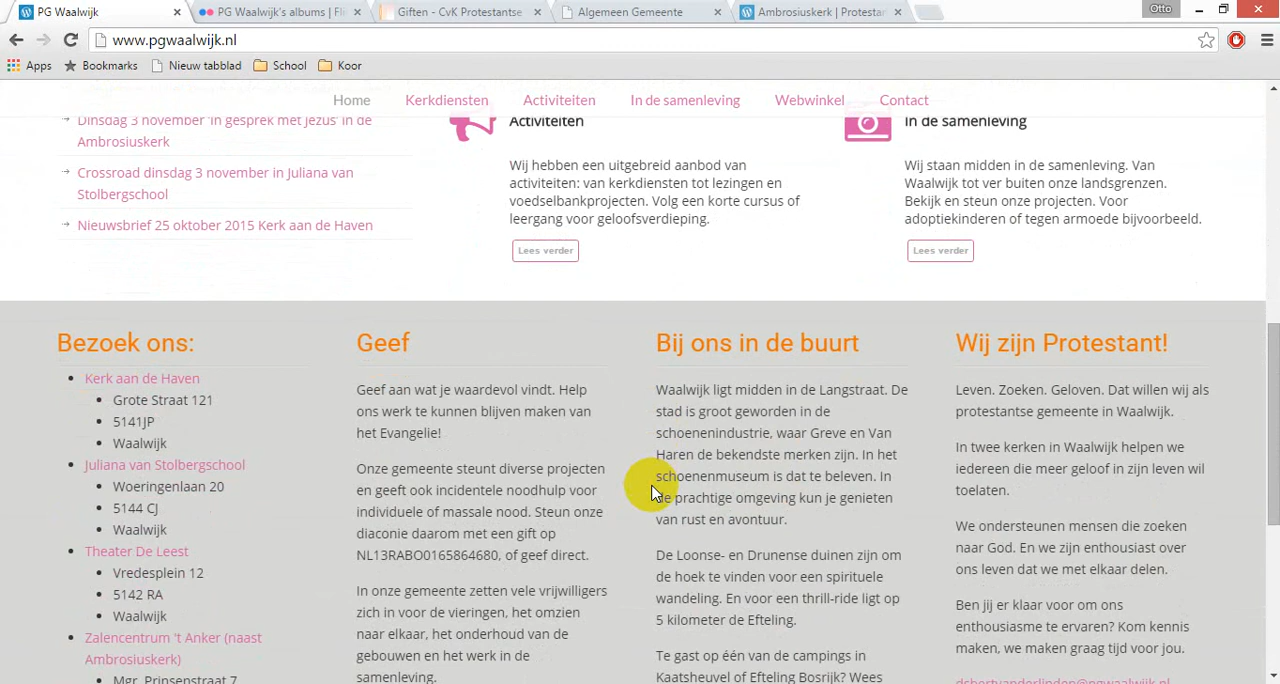 PG Waalwijk
PG Waalwijk's albums | Fli
Giften - CvK Protestantse
Algemeen Gemeente
Ambrosiuskerk | Protestan
Otto
www.pgwaalwijk.nl
Apps
Bookmarks
Nieuw tabblad
School
Koor
Home
Kerkdiensten
Activiteiten
In de samenleving
Webwinkel
Contact
Dinsdag 3 november 'in gesprek met Jezus' in de
Ambrosiuskerk
Crossroad dinsdag 3 november in Juliana van
Stolbergschool
Nieuwsbrief 25 oktober 2015 Kerk aan de Haven
Activiteiten
Wij hebben een uitgebreid aanbod van
activiteiten: van kerkdiensten tot lezingen en
voedselbankprojecten. Volg een korte cursus of
leergang voor geloofsverdieping.
Lees verder
In de samenleving
Wij staan midden in de samenleving. Van
Waalwijk tot ver buiten onze landsgrenzen.
Bekijk en steun onze projecten. Voor
adoptiekinderen of tegen armoede bijvoorbeeld.
Lees verder
Bezoek ons:
Kerk aan de Haven
Grote Straat 121
5141JP
Waalwijk
Juliana van Stolbergschool
Woeringenlaan 20
5144 CJ
Waalwijk
Theater De Leest
Vredesplein 12
5142 RA
Waalwijk
Zalencentrum 't Anker (naast
Ambrosiuskerk)
Mgr. Prinsenstraat 7
Geef
Geef aan wat je waardevol vindt. Help
ons werk te kunnen blijven maken van
het Evangelie!
Onze gemeente steunt diverse projecten
en geeft ook incidentele noodhulp voor
individuele of massale nood. Steun onze
diaconie daarom met een gift op
NL13RABO0165864680, of geef direct.
In onze gemeente zetten vele vrijwilligers
zich in voor de vieringen, het omzien
naar elkaar, het onderhoud van de
gebouwen en het werk in de
samenleving.
Bij ons in de buurt
Waalwijk ligt midden in de Langstraat. De
stad is groot geworden in de
schoenenindustrie, waar Greve en Van
Haren de bekendste merken zijn. In het
schoenenmuseum is dat te beleven. In
de prachtige omgeving kun je genieten
van rust en avontuur.
De Loonse- en Drunense duinen zijn om
de hoek te vinden voor een spirituele
wandeling. En voor een thrill-ride ligt op
5 kilometer de Efteling.
Te gast op één van de campings in
Kaatsheuvel of Efteling Bosrijk? Wees
Wij zijn Protestant!
Leven. Zoeken. Geloven. Dat willen wij als
protestantse gemeente in Waalwijk.
In twee kerken in Waalwijk helpen we
iedereen die meer geloof in zijn leven wil
toelaten.
We ondersteunen mensen die zoeken
naar God. En we zijn enthousiast over
ons leven dat we met elkaar delen.
Ben jij er klaar voor om ons
enthousiasme te ervaren? Kom kennis
maken, we maken graag tijd voor jou.
dsbertvanderlinden@pgwaalwijk.nl